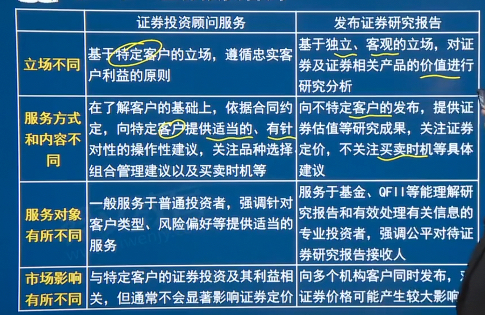 证券投资顾问服务
发布证券研究报告
立场不同
基于特定客户的立场，遵循忠实客
户利益的原则
基于独立、客观的立场，对证
券及证券相关产品的价值进行
研究分析
服务方式
和内容不
同
在了解客户的基础上，依据合同约
定，向特定客户提供适当的、有针
对性的操作性建议，关注品种选择、
组合管理建议以及买卖时机等
向不特定客户的发布，提供证
券估值等研究成果，关注证券
定价，不关注买卖时机等具体
建议
服务对象
有所不同
一般服务于普通投资者，强调针对
客户类型、风险偏好等提供适当的
服务
服务于基金、QFII等能理解研
究报告和有效处理有关信息的
专业投资者，强调公平对待证
券研究报告接收人
市场影响
有所不同
与特定客户的证券投资及其利益相
关，但通常不会显著影响证券定价
向多个机构客户同时发布，
证券价格可能产生较大影响